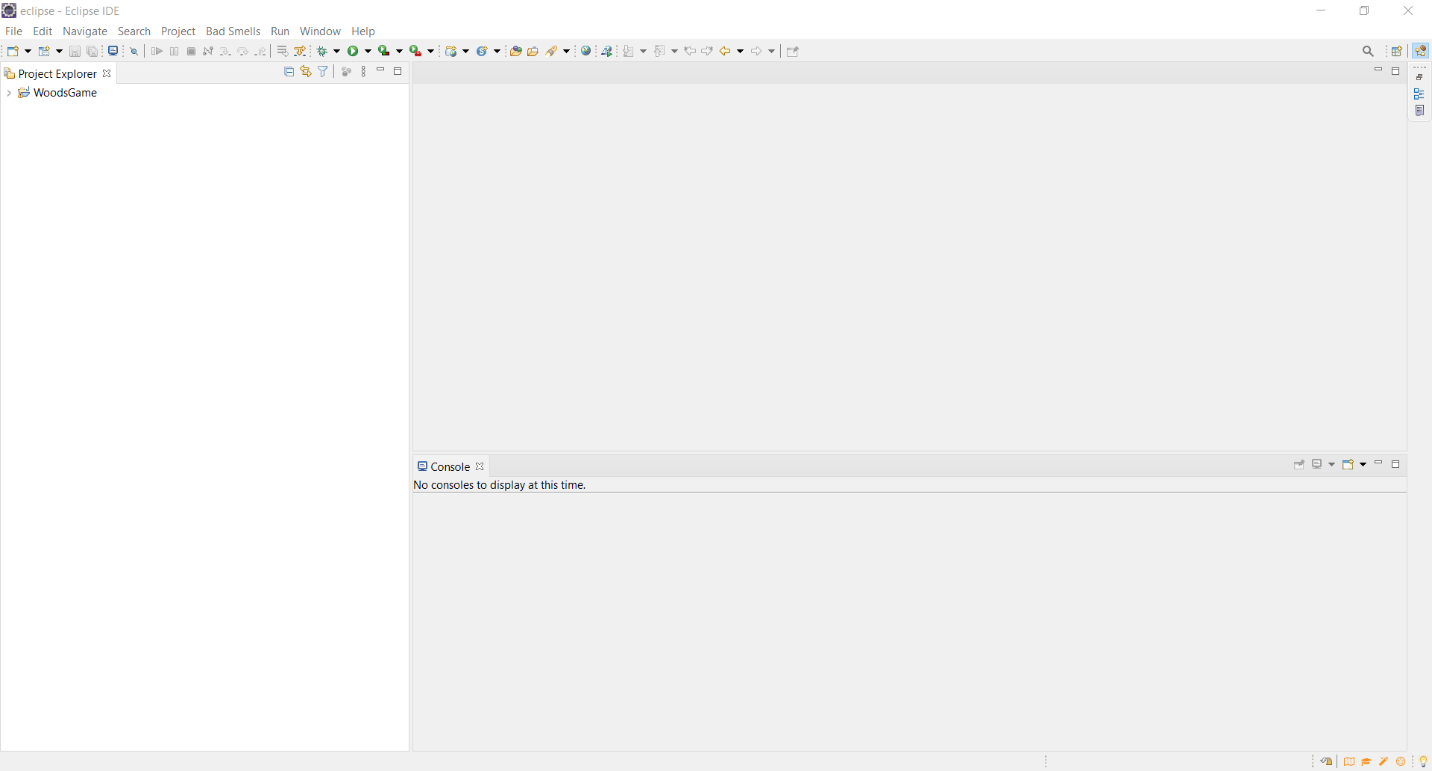 eclipse - Eclipse IDE
File Edit Navigate Search Project Bad Smells Run Window Help
Project Explorer
WoodsGame
Console
No consoles to display at this time.